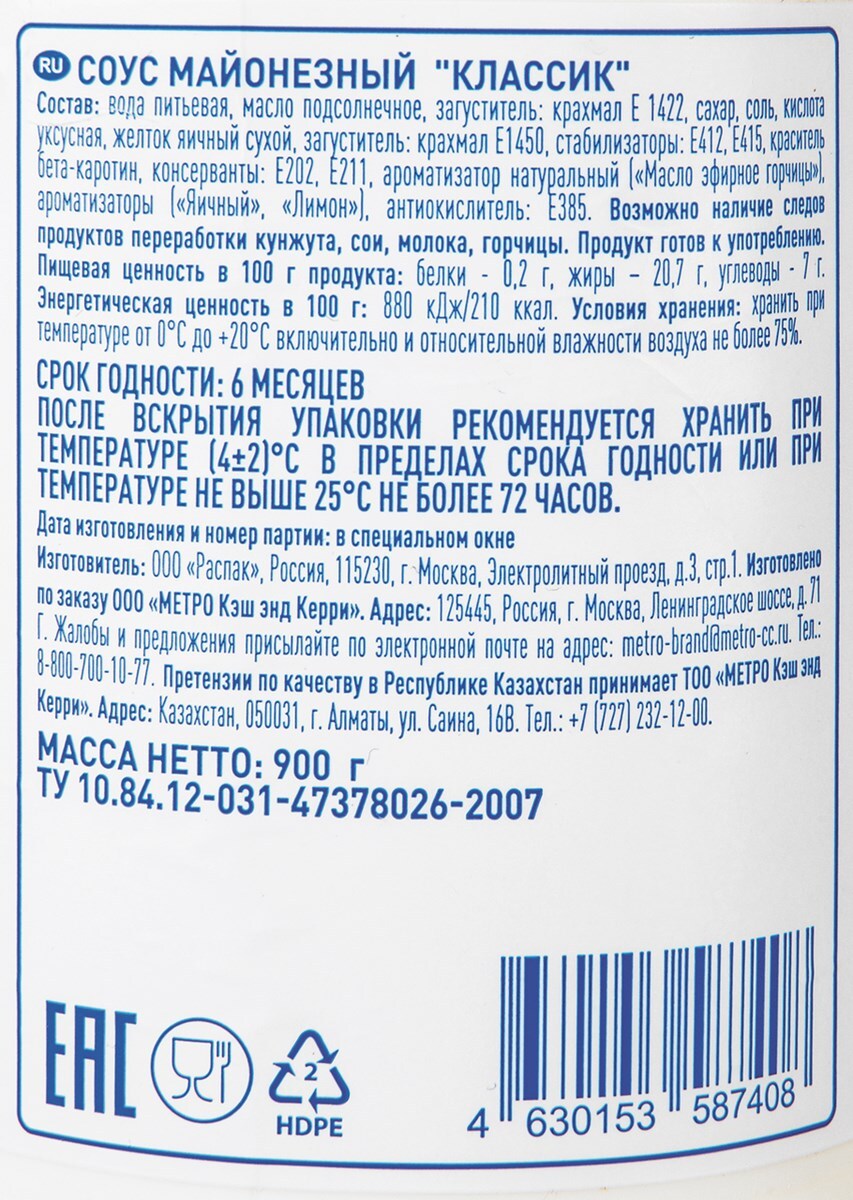 RU СОУС МАЙОНЕЗНЫЙ "КЛАССИК"
Состав: вода питьевая, масло подсолнечное, загуститель: крахмал Е 1422, сахар, соль, кислота
уксусная, желток яичный сухой, загуститель: крахмал Е1450, стабилизаторы: Е412, Е415, краситель
бета-каротин, консерванты: Е202, Е211, ароматизатор натуральный («Масло эфирное горчицы»),
ароматизаторы («Яичный», «Лимон»), антиокислитель: Е385. Возможно наличие следов
продуктов переработки кунжута, сои, молока, горчицы. Продукт готов к употреблению.
Пищевая ценность в 100 г продукта: белки - 0,2 г, жиры – 20,7 г, углеводы - 7 г.
Энергетическая ценность в 100 г: 880 кДж/210 ккал. Условия хранения: хранить при
температуре от 0°С до +20°С включительно и относительной влажности воздуха не более 75%.
СРОК ГОДНОСТИ: 6 МЕСЯЦЕВ
ПОСЛЕ ВСКРЫТИЯ УПАКОВКИ РЕКОМЕНДУЕТСЯ ХРАНИТЬ ПРИ
ТЕМПЕРАТУРЕ (4±2)°С В ПРЕДЕЛАХ СРОКА ГОДНОСТИ ИЛИ ПРИ
ТЕМПЕРАТУРЕ НЕ ВЫШЕ 25°С НЕ БОЛЕЕ 72 ЧАСОВ.
Дата изготовления и номер партии: в специальном окне
Изготовитель: ООО «Распак», Россия, 115230, г. Москва, Электролитный проезд, д.3, стр.1. Изготовлено
по заказу ООО «МЕТРО Кэш энд Керри». Адрес: 125445, Россия, г. Москва, Ленинградское шоссе, д. 71
Г. Жалобы и предложения присылайте по электронной почте на адрес: metro-brand@metro-cc.ru. Тел.:
8-800-700-10-77. Претензии по качеству в Республике Казахстан принимает ТОО «МЕТРО Кэш энд
Керри». Адрес: Казахстан, 050031, г. Алматы, ул. Саина, 16В. Тел.: +7 (727) 232-12-00.
МАССА НЕТТО: 900 г
ТУ 10.84.12-031-47378026-2007
EAC
2
HDPE
4 630153 587408